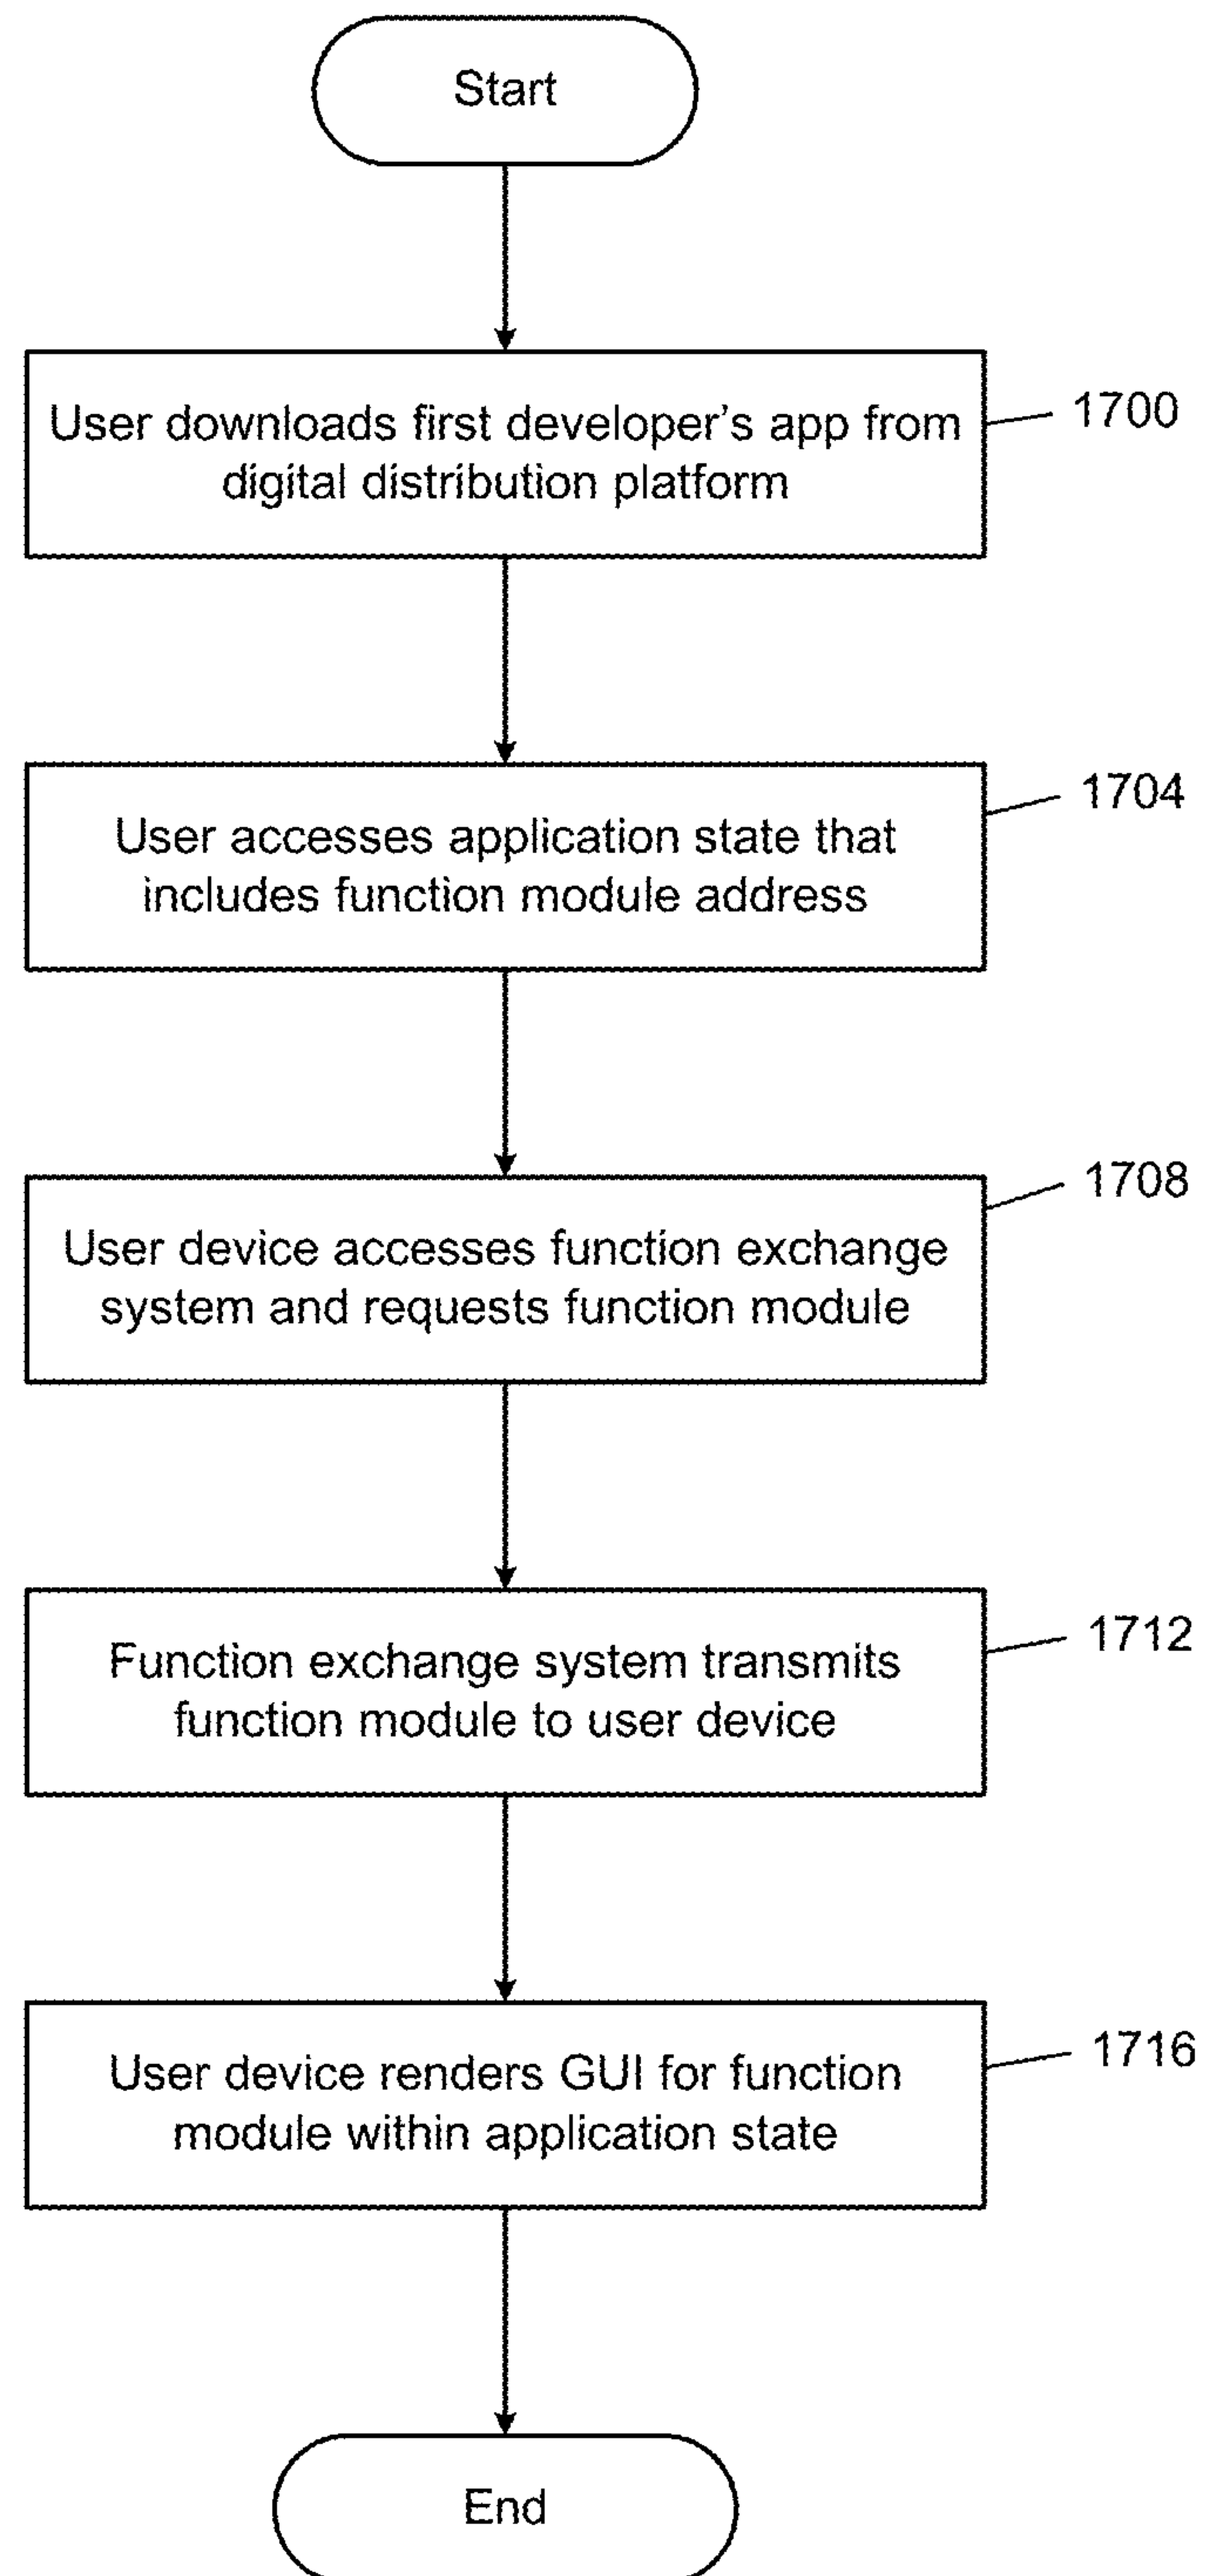 Start
User downloads first developer's app from
digital distribution platform
1700
User accesses application state that
includes function module address
1704
User device accesses function exchange
system and requests function module
1708
Function exchange system transmits
function module to user device
1712
User device renders GUI for function
module within application state
1716
End